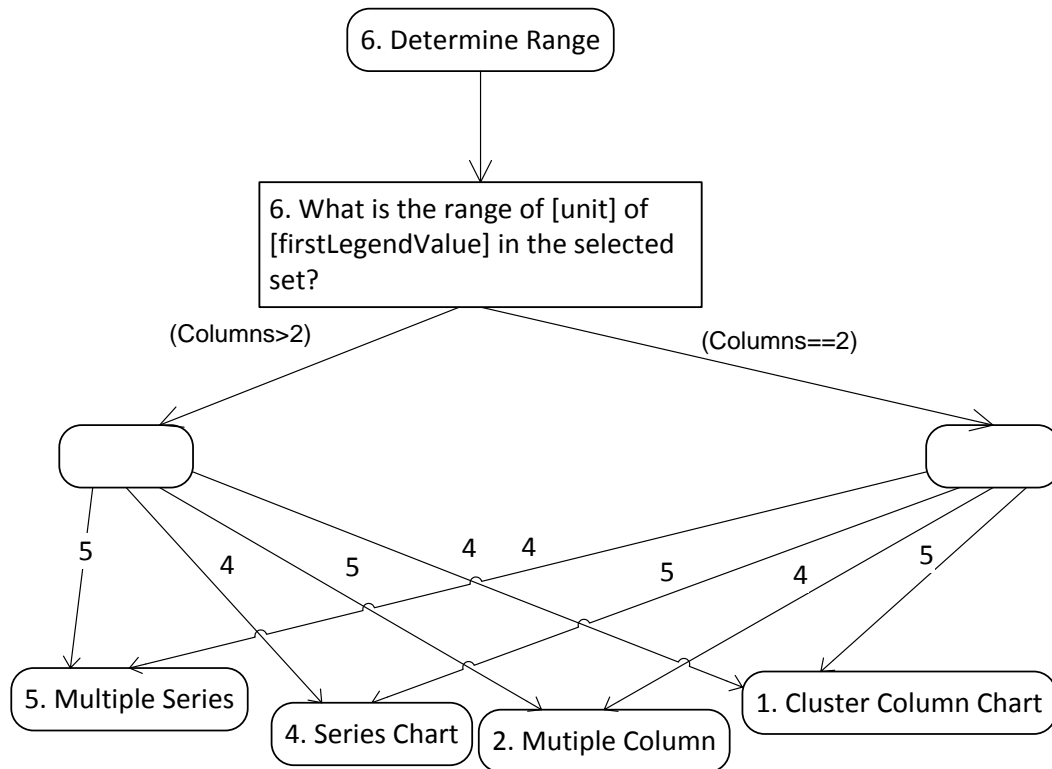 6. Determine Range
6. What is the range of [unit] of
[firstLegendValue] in the selected
set?
(Columns>2)
(Columns==2)
5
4
5
4
4
5
4
5
5. Multiple Series
4. Series Chart
2. Mutiple Column
1. Cluster Column Chart